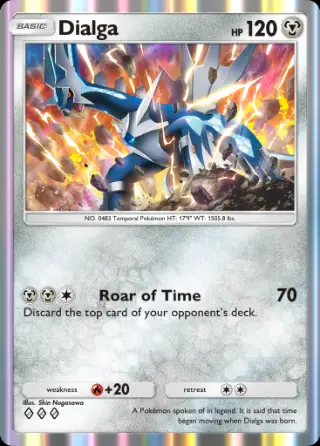 BASIC Dialga HP 120
NO. 0483 Temporal Pokémon HT: 17'9" WT: 1505.8 lbs.
Roar of Time 70
Discard the top card of your opponent's deck.
weakness +20 retreat
Illus. Shin Nagasawa
A Pokémon spoken of in legend. It is said that time
began moving when Dialga was born.